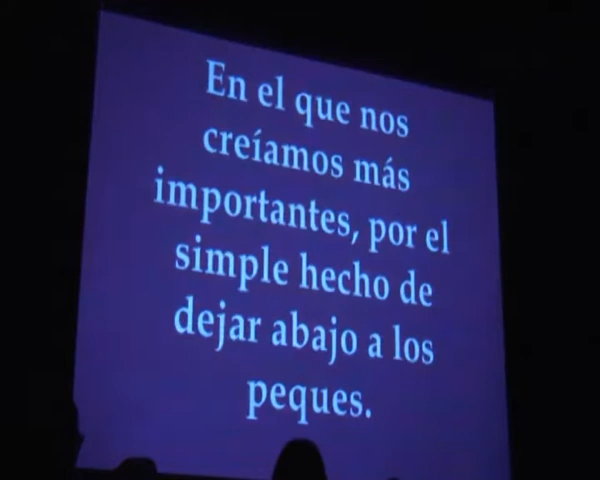 En el que nos
creíamos más
importantes, por el
simple hecho de
dejar abajo a los
peques.